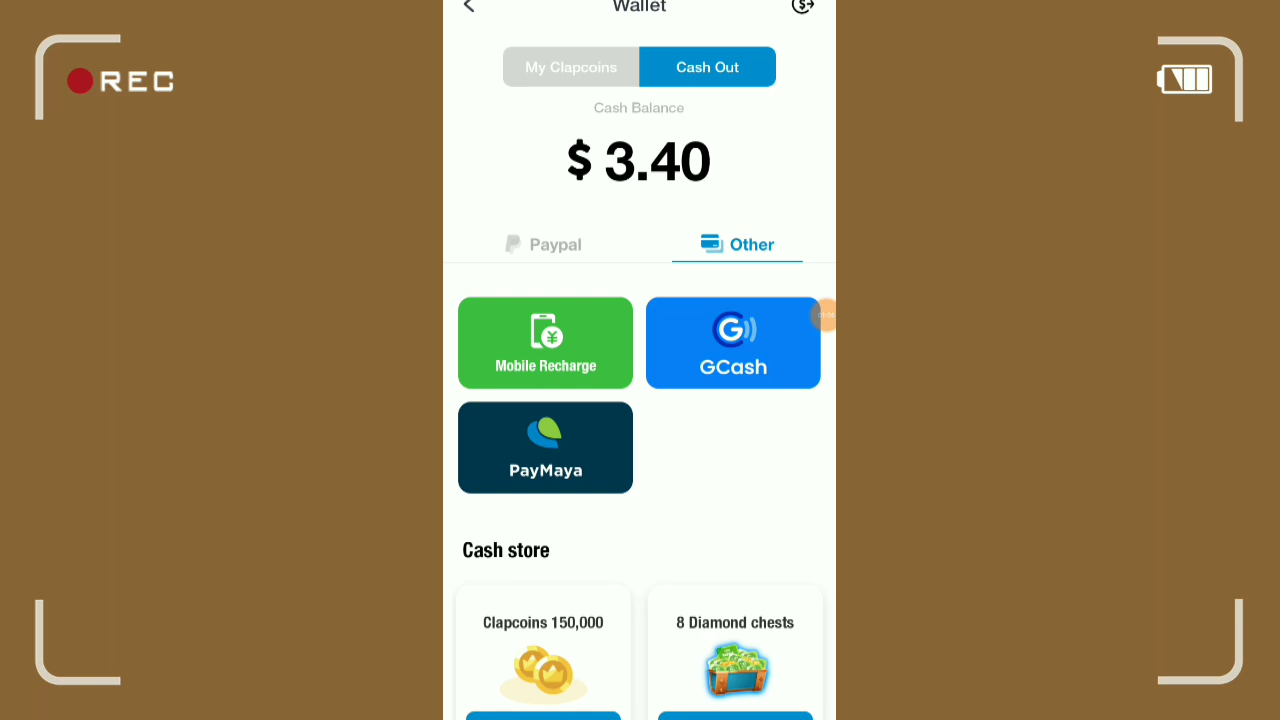 REC
Wallet
My Clapcoins
Cash Out
Cash Balance
$ 3.40
Paypal
Other
Mobile Recharge
GCash
PayMaya
Cash store
Clapcoins 150,000
8 Diamond chests